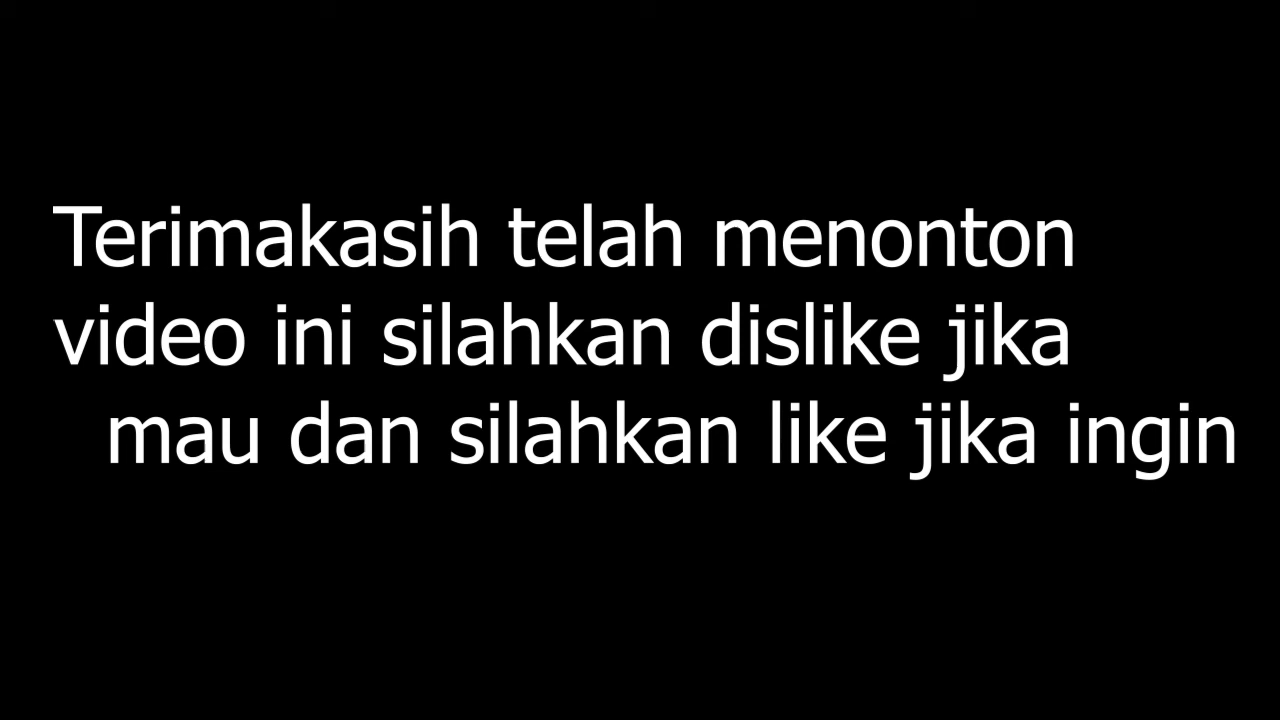 Terimakasih telah menonton
video ini silahkan dislike jika
mau dan silahkan like jika ingin